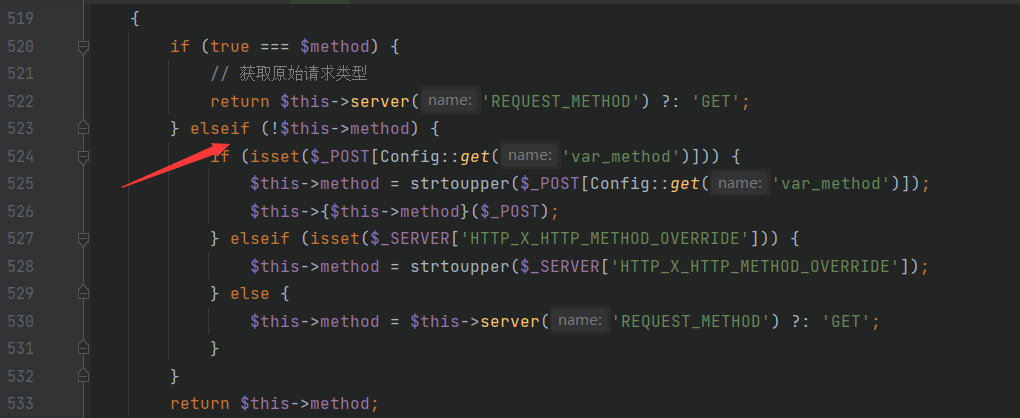 519 {
520 if (true === $method) {
521 // 获取原始请求类型
522 return $this->server( name: 'REQUEST_METHOD') ?: 'GET';
523 } elseif (!$this->method) {
524 if (isset($_POST[Config::get( name: 'var_method')])) {
525 $this->method = strtoupper($_POST[Config::get( name: 'var_method')]);
526 $this->{$this->method}($_POST);
527 } elseif (isset($_SERVER['HTTP_X_HTTP_METHOD_OVERRIDE'])) {
528 $this->method = strtoupper($_SERVER['HTTP_X_HTTP_METHOD_OVERRIDE']);
529 } else {
530 $this->method = $this->server( name: 'REQUEST_METHOD') ?: 'GET';
531 }
532 }
533 return $this->method;